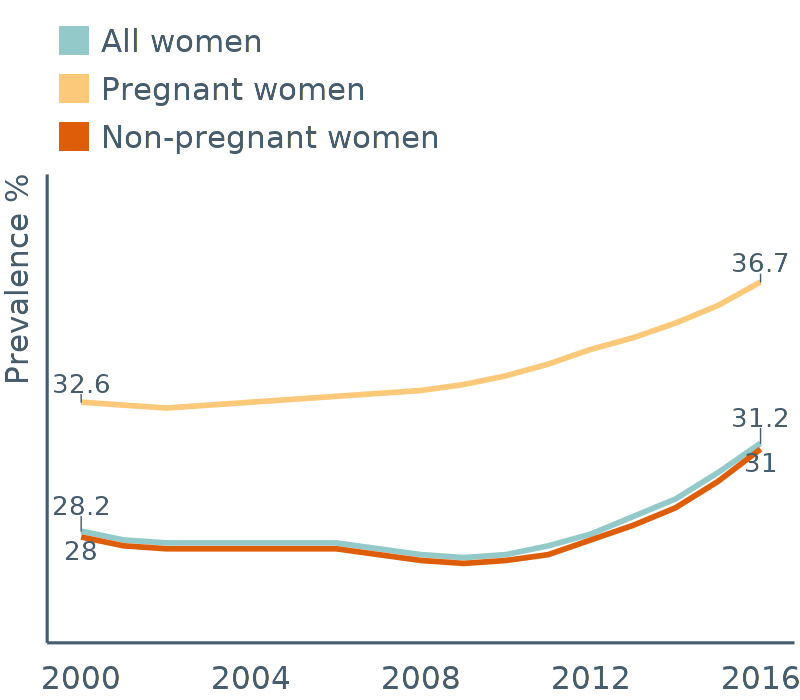 All women
Pregnant women
Non-pregnant women
Prevalence %
36.7
32.6
31.2
31
28.2
28
2000 2004 2008 2012 2016